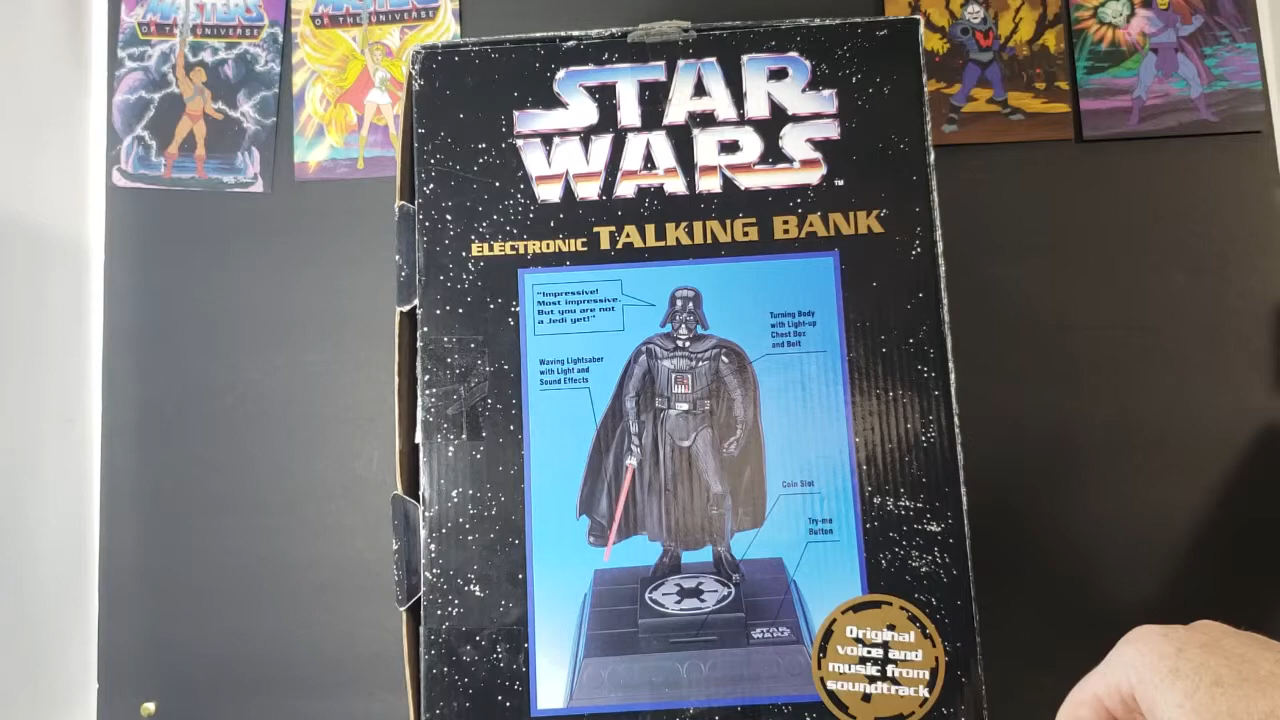 MASTERS
OF THE UNIVERSE
MASTERS
OF THE UNIVERSE
STAR
WARS
TM
ELECTRONIC TALKING BANK
"Impressive!
Most impressive.
But you are not
a Jedi yet!"
Turning Body
with Light-up
Chest Box
and Belt
Waving Lightsaber
with Light and
Sound Effects
Coin Slot
Try-me
Button
STAR
WARS
Original
voice and
music from
soundtrack